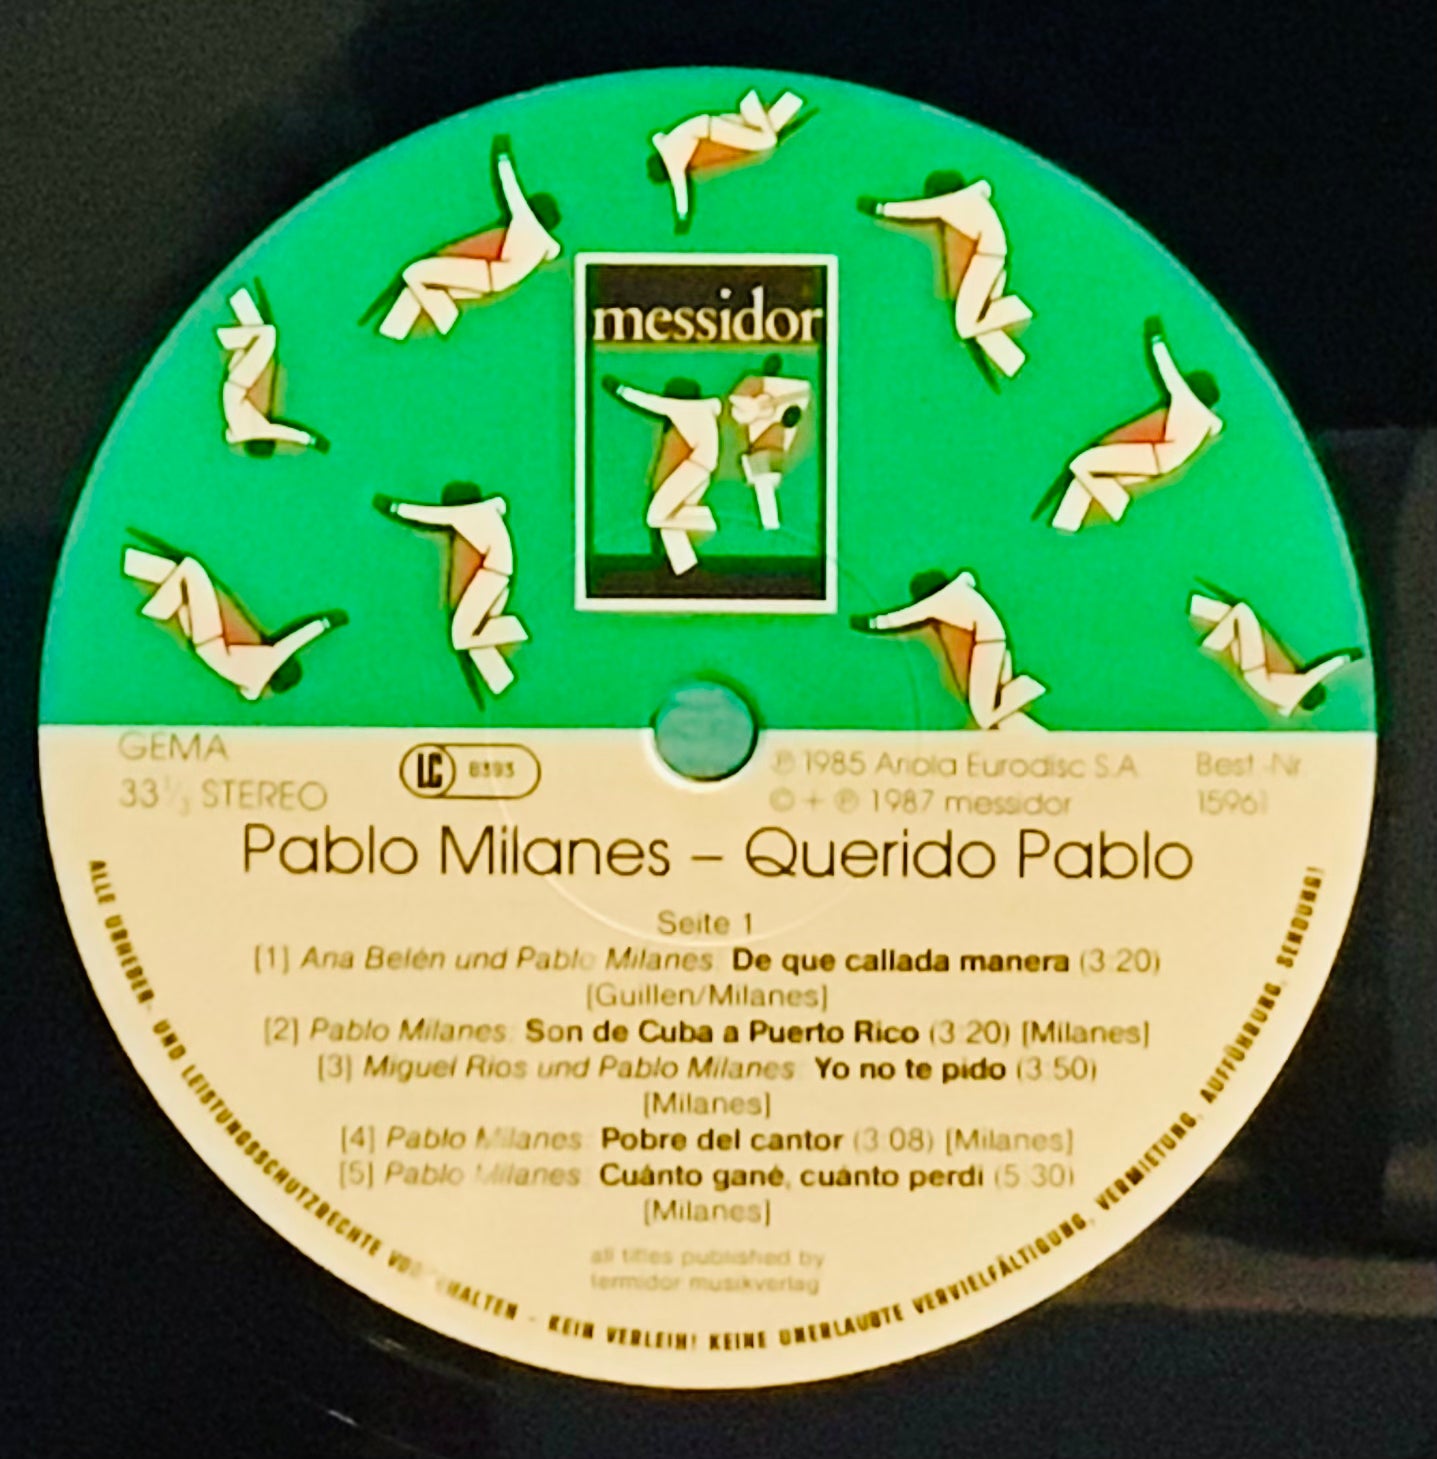 messidor
GEMA
33 1/3 STEREO
LC 8393
℗ 1985 Ariola Eurodisc S.A
© + ℗ 1987 messidor
Best.-Nr.
15961
Pablo Milanes – Querido Pablo
Seite 1
[1] Ana Belén und Pablo Milanes: De que callada manera (3:20)
[Guillen/Milanes]
[2] Pablo Milanes: Son de Cuba a Puerto Rico (3:20) [Milanes]
[3] Miguel Rios und Pablo Milanes: Yo no te pido (3:50)
[Milanes]
[4] Pablo Milanes: Pobre del cantor (3:08) [Milanes]
[5] Pablo Milanes: Cuánto gané, cuánto perdí (5:30)
[Milanes]
all titles published by
termidor musikverlag
ALLE URHEBER- UND LEISTUNGSSCHUTZRECHTE VORBEHALTEN - KEIN VERLEIH! KEINE UNERLAUBTE VERVIELFÄLTIGUNG, VERMIETUNG, AUFFÜHRUNG, SENDUNG!